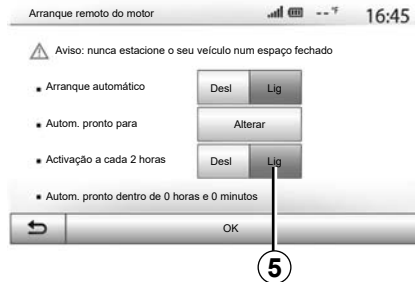 Arranque remoto do motor -- °F 16:45
Aviso: nunca estacione o seu veículo num espaço fechado
Arranque automático Desl Lig
Autom. pronto para Alterar
Activação a cada 2 horas Desl Lig
Autom. pronto dentro de 0 horas e 0 minutos
OK
5